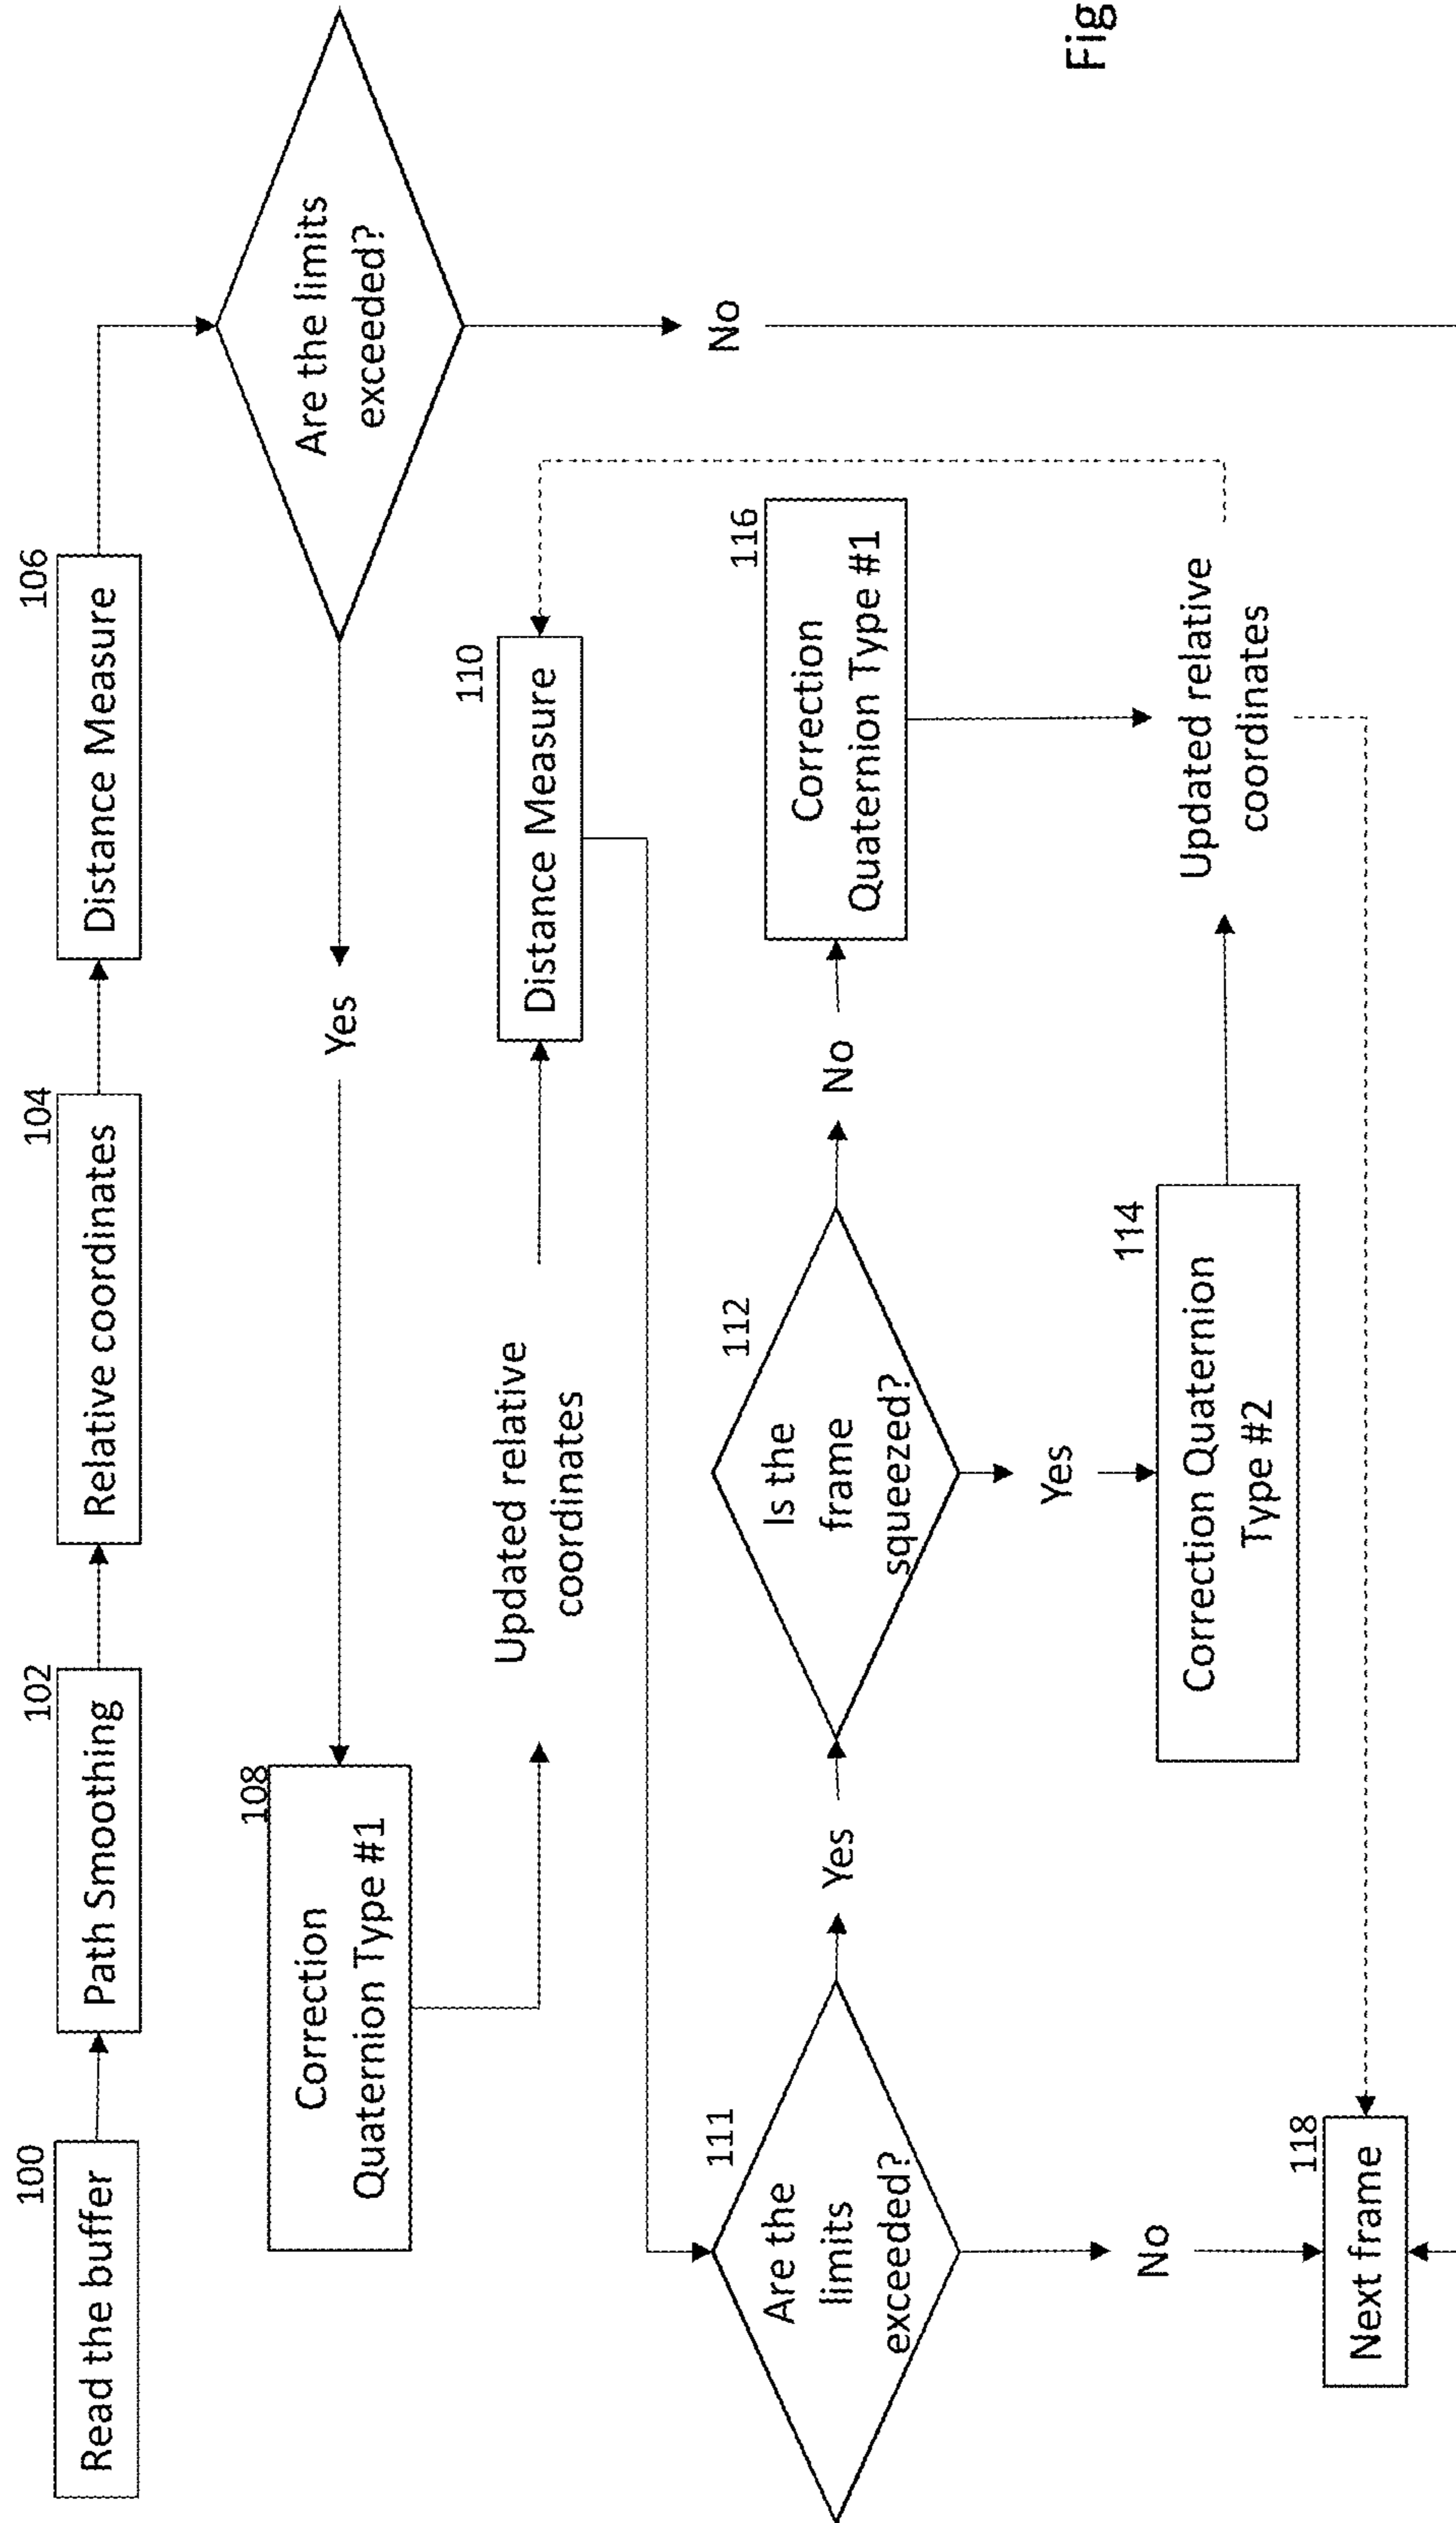 100
Read the buffer
102
Path Smoothing
104
Relative coordinates
106
Distance Measure
Are the limits
exceeded?
108
Correction
Quaternion Type #1
Yes
No
Updated relative
coordinates
110
Distance Measure
111
Are the
limits
exceeded?
Yes
112
Is the
frame
squeezed?
No
116
Correction
Quaternion Type #1
No
Yes
114
Correction Quaternion
Type #2
Updated relative
coordinates
118
Next frame
Fig